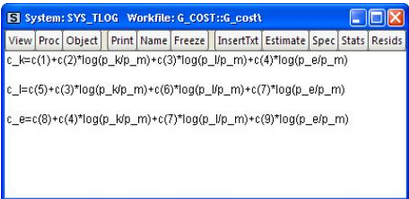 System: SYS_TLOG Workfile: G_COST::G_cost\
View Proc Object Print Name Freeze InsertTxt Estimate Spec Stats Resids
c_k=c(1)+c(2)*log(p_k/p_m)+c(3)*log(p_l/p_m)+c(4)*log(p_e/p_m)
c_l=c(5)+c(3)*log(p_k/p_m)+c(6)*log(p_l/p_m)+c(7)*log(p_e/p_m)
c_e=c(8)+c(4)*log(p_k/p_m)+c(7)*log(p_l/p_m)+c(9)*log(p_e/p_m)